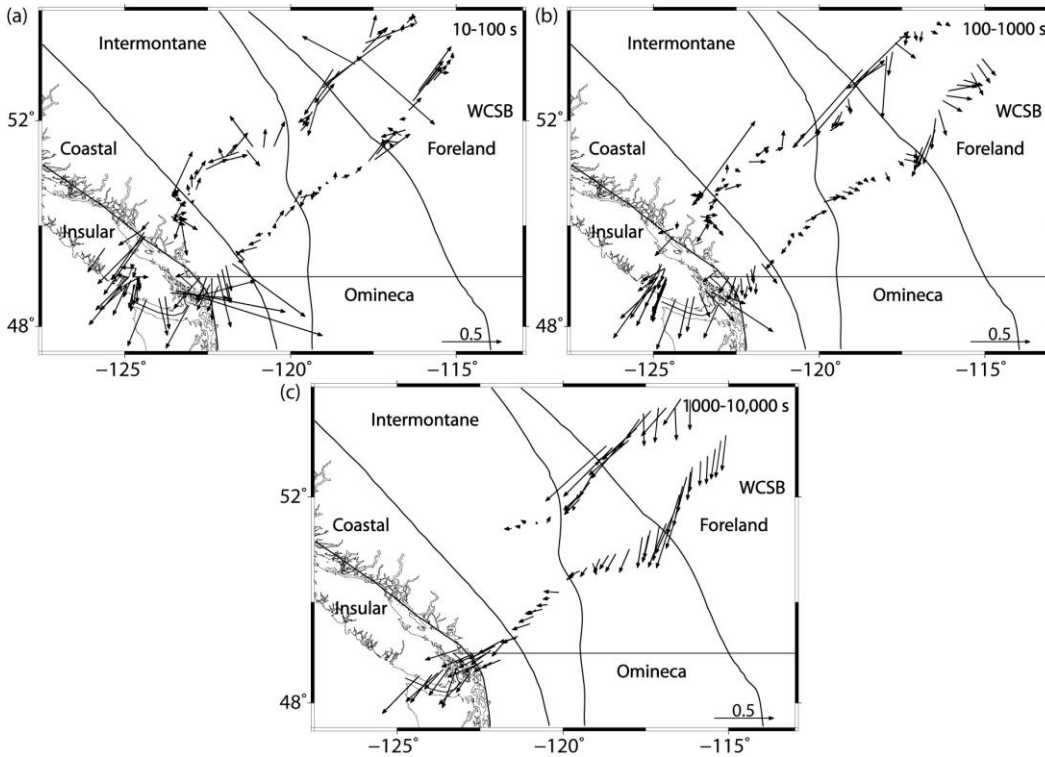 (a)
10-100 s
Intermontane
52°
WCSB
Coastal
Foreland
Insular
Omineca
48°
0.5
−125°
−120°
−115°
(b)
100-1000 s
Intermontane
52°
WCSB
Coastal
Foreland
Insular
Omineca
48°
0.5
−125°
−120°
−115°
(c)
1000-10,000 s
Intermontane
52°
WCSB
Coastal
Foreland
Insular
Omineca
48°
0.5
−125°
−120°
−115°